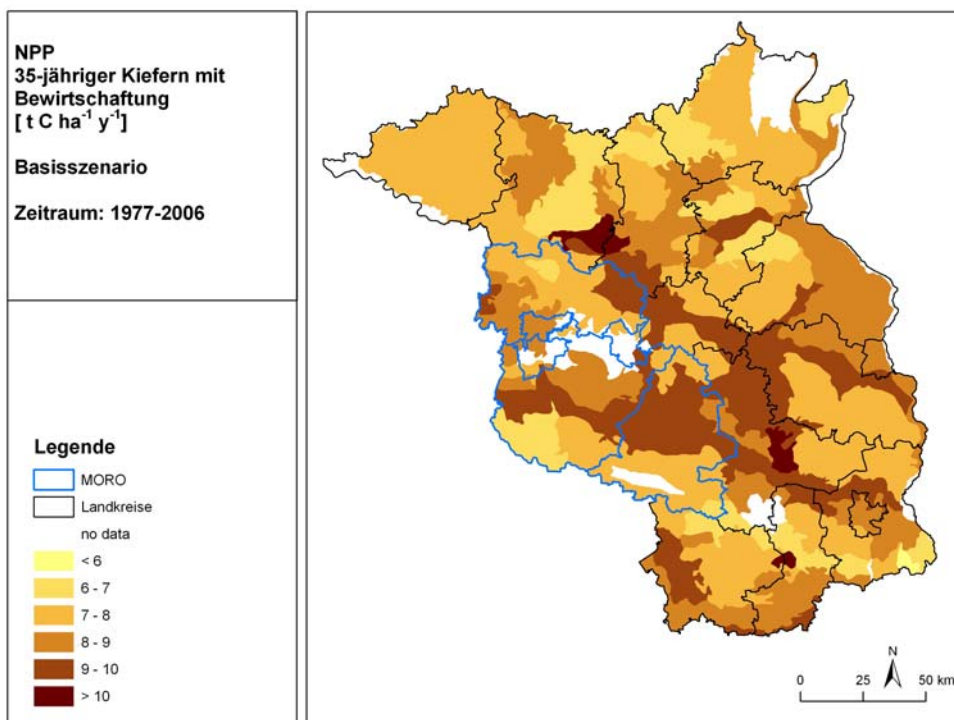 NPP
35-jähriger Kiefern mit
Bewirtschaftung
[ t C ha⁻¹ y⁻¹]
Basisszenario
Zeitraum: 1977-2006
Legende
MORO
Landkreise
no data
< 6
6 - 7
7 - 8
8 - 9
9 - 10
> 10
N
0 25 50 km